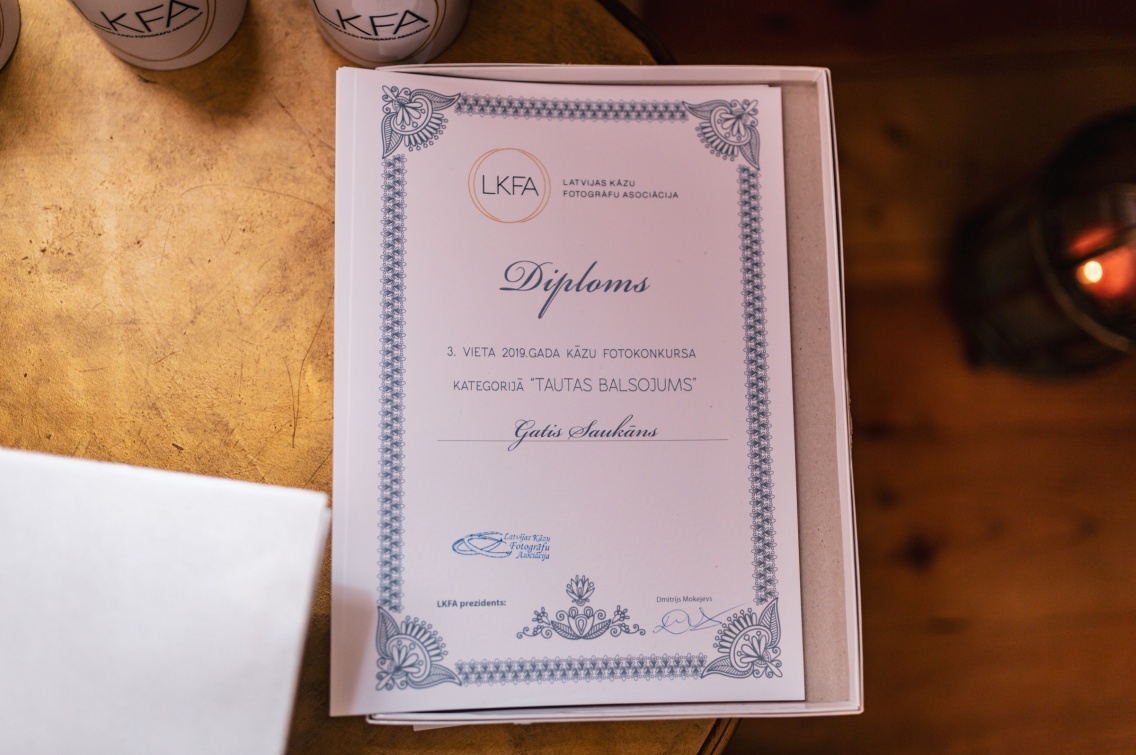 LKFA
KFA
LKFA
LATVIJAS KĀZU
FOTOGRĀFU ASOCIĀCIJA
Diploms
3. VIETA 2019.GADA KĀZU FOTOKONKURSA
KATEGORIJĀ "TAUTAS BALSOJUMS"
Gatis Saukāns
Latvijas Kāzu
Fotogrāfu
Asociācija
LKFA prezidents:
Dmitrijs Mokejevs